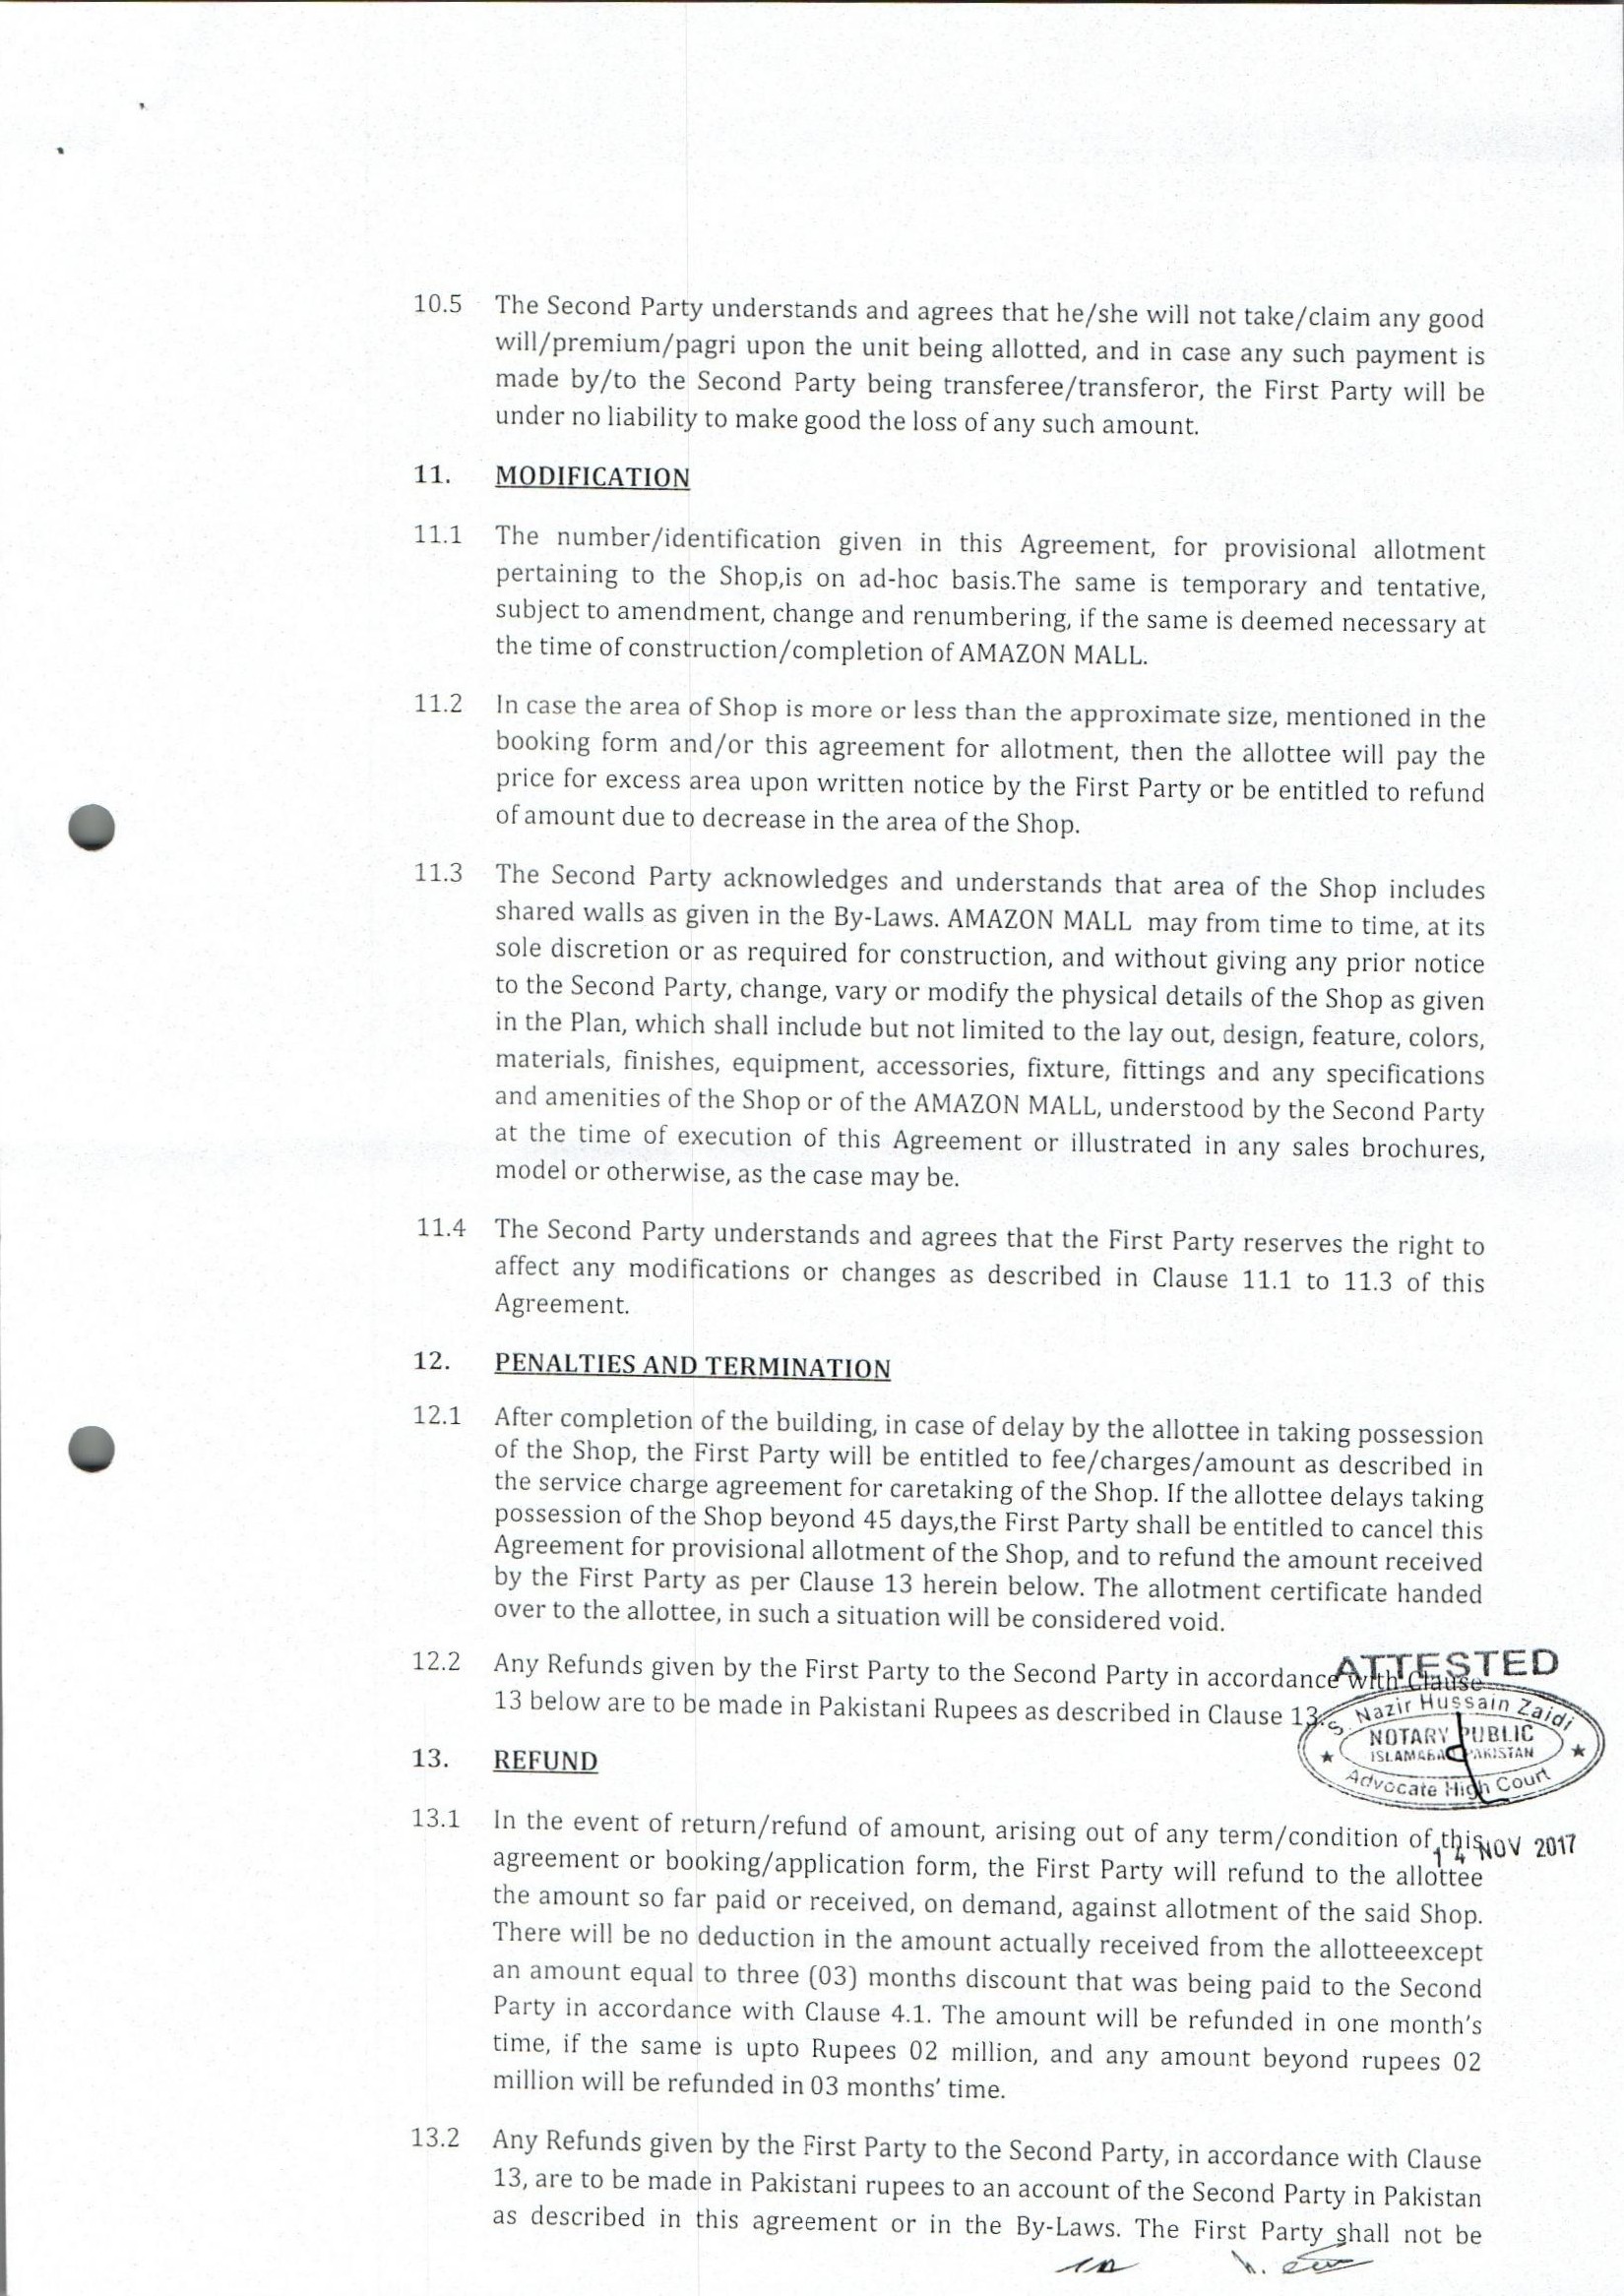 10.5 The Second Party understands and agrees that he/she will not take/claim any good
will/premium/pagri upon the unit being allotted, and in case any such payment is
made by/to the Second Party being transferee/transferor, the First Party will be
under no liability to make good the loss of any such amount.
11. MODIFICATION
11.1 The number/identification given in this Agreement, for provisional allotment
pertaining to the Shop,is on ad-hoc basis.The same is temporary and tentative,
subject to amendment, change and renumbering, if the same is deemed necessary at
the time of construction/completion of AMAZON MALL.
11.2 In case the area of Shop is more or less than the approximate size, mentioned in the
booking form and/or this agreement for allotment, then the allottee will pay the
price for excess area upon written notice by the First Party or be entitled to refund
of amount due to decrease in the area of the Shop.
11.3 The Second Party acknowledges and understands that area of the Shop includes
shared walls as given in the By-Laws. AMAZON MALL may from time to time, at its
sole discretion or as required for construction, and without giving any prior notice
to the Second Party, change, vary or modify the physical details of the Shop as given
in the Plan, which shall include but not limited to the lay out, design, feature, colors,
materials, finishes, equipment, accessories, fixture, fittings and any specifications
and amenities of the Shop or of the AMAZON MALL, understood by the Second Party
at the time of execution of this Agreement or illustrated in any sales brochures,
model or otherwise, as the case may be.
11.4 The Second Party understands and agrees that the First Party reserves the right to
affect any modifications or changes as described in Clause 11.1 to 11.3 of this
Agreement.
12. PENALTIES AND TERMINATION
12.1 After completion of the building, in case of delay by the allottee in taking possession
of the Shop, the First Party will be entitled to fee/charges/amount as described in
the service charge agreement for caretaking of the Shop. If the allottee delays taking
possession of the Shop beyond 45 days,the First Party shall be entitled to cancel this
Agreement for provisional allotment of the Shop, and to refund the amount received
by the First Party as per Clause 13 herein below. The allotment certificate handed
over to the allottee, in such a situation will be considered void.
12.2 Any Refunds given by the First Party to the Second Party in accordance with Clause
13 below are to be made in Pakistani Rupees as described in Clause 13.
ATTESTED
S. Nazir Hussain Zaidi
NOTARY PUBLIC
ISLAMABAD PAKISTAN
Advocate High Court
14 NOV 2017
13. REFUND
13.1 In the event of return/refund of amount, arising out of any term/condition of this
agreement or booking/application form, the First Party will refund to the allottee
the amount so far paid or received, on demand, against allotment of the said Shop.
There will be no deduction in the amount actually received from the allotteeexcept
an amount equal to three (03) months discount that was being paid to the Second
Party in accordance with Clause 4.1. The amount will be refunded in one month's
time, if the same is upto Rupees 02 million, and any amount beyond rupees 02
million will be refunded in 03 months' time.
13.2 Any Refunds given by the First Party to the Second Party, in accordance with Clause
13, are to be made in Pakistani rupees to an account of the Second Party in Pakistan
as described in this agreement or in the By-Laws. The First Party shall not be